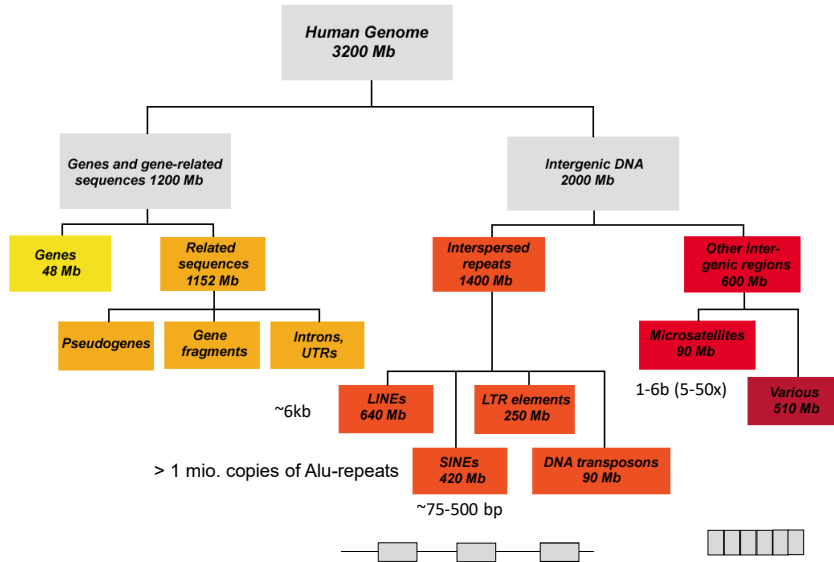 Human Genome
3200 Mb
Genes and gene-related
sequences 1200 Mb
Intergenic DNA
2000 Mb
Genes
48 Mb
Related
sequences
1152 Mb
Interspersed
repeats
1400 Mb
Other inter-
genic regions
600 Mb
Pseudogenes
Gene
fragments
Introns,
UTRs
Microsatellites
90 Mb
1-6b (5-50x)
Various
510 Mb
~6kb
LINEs
640 Mb
LTR elements
250 Mb
> 1 mio. copies of Alu-repeats
SINEs
420 Mb
DNA transposons
90 Mb
~75-500 bp